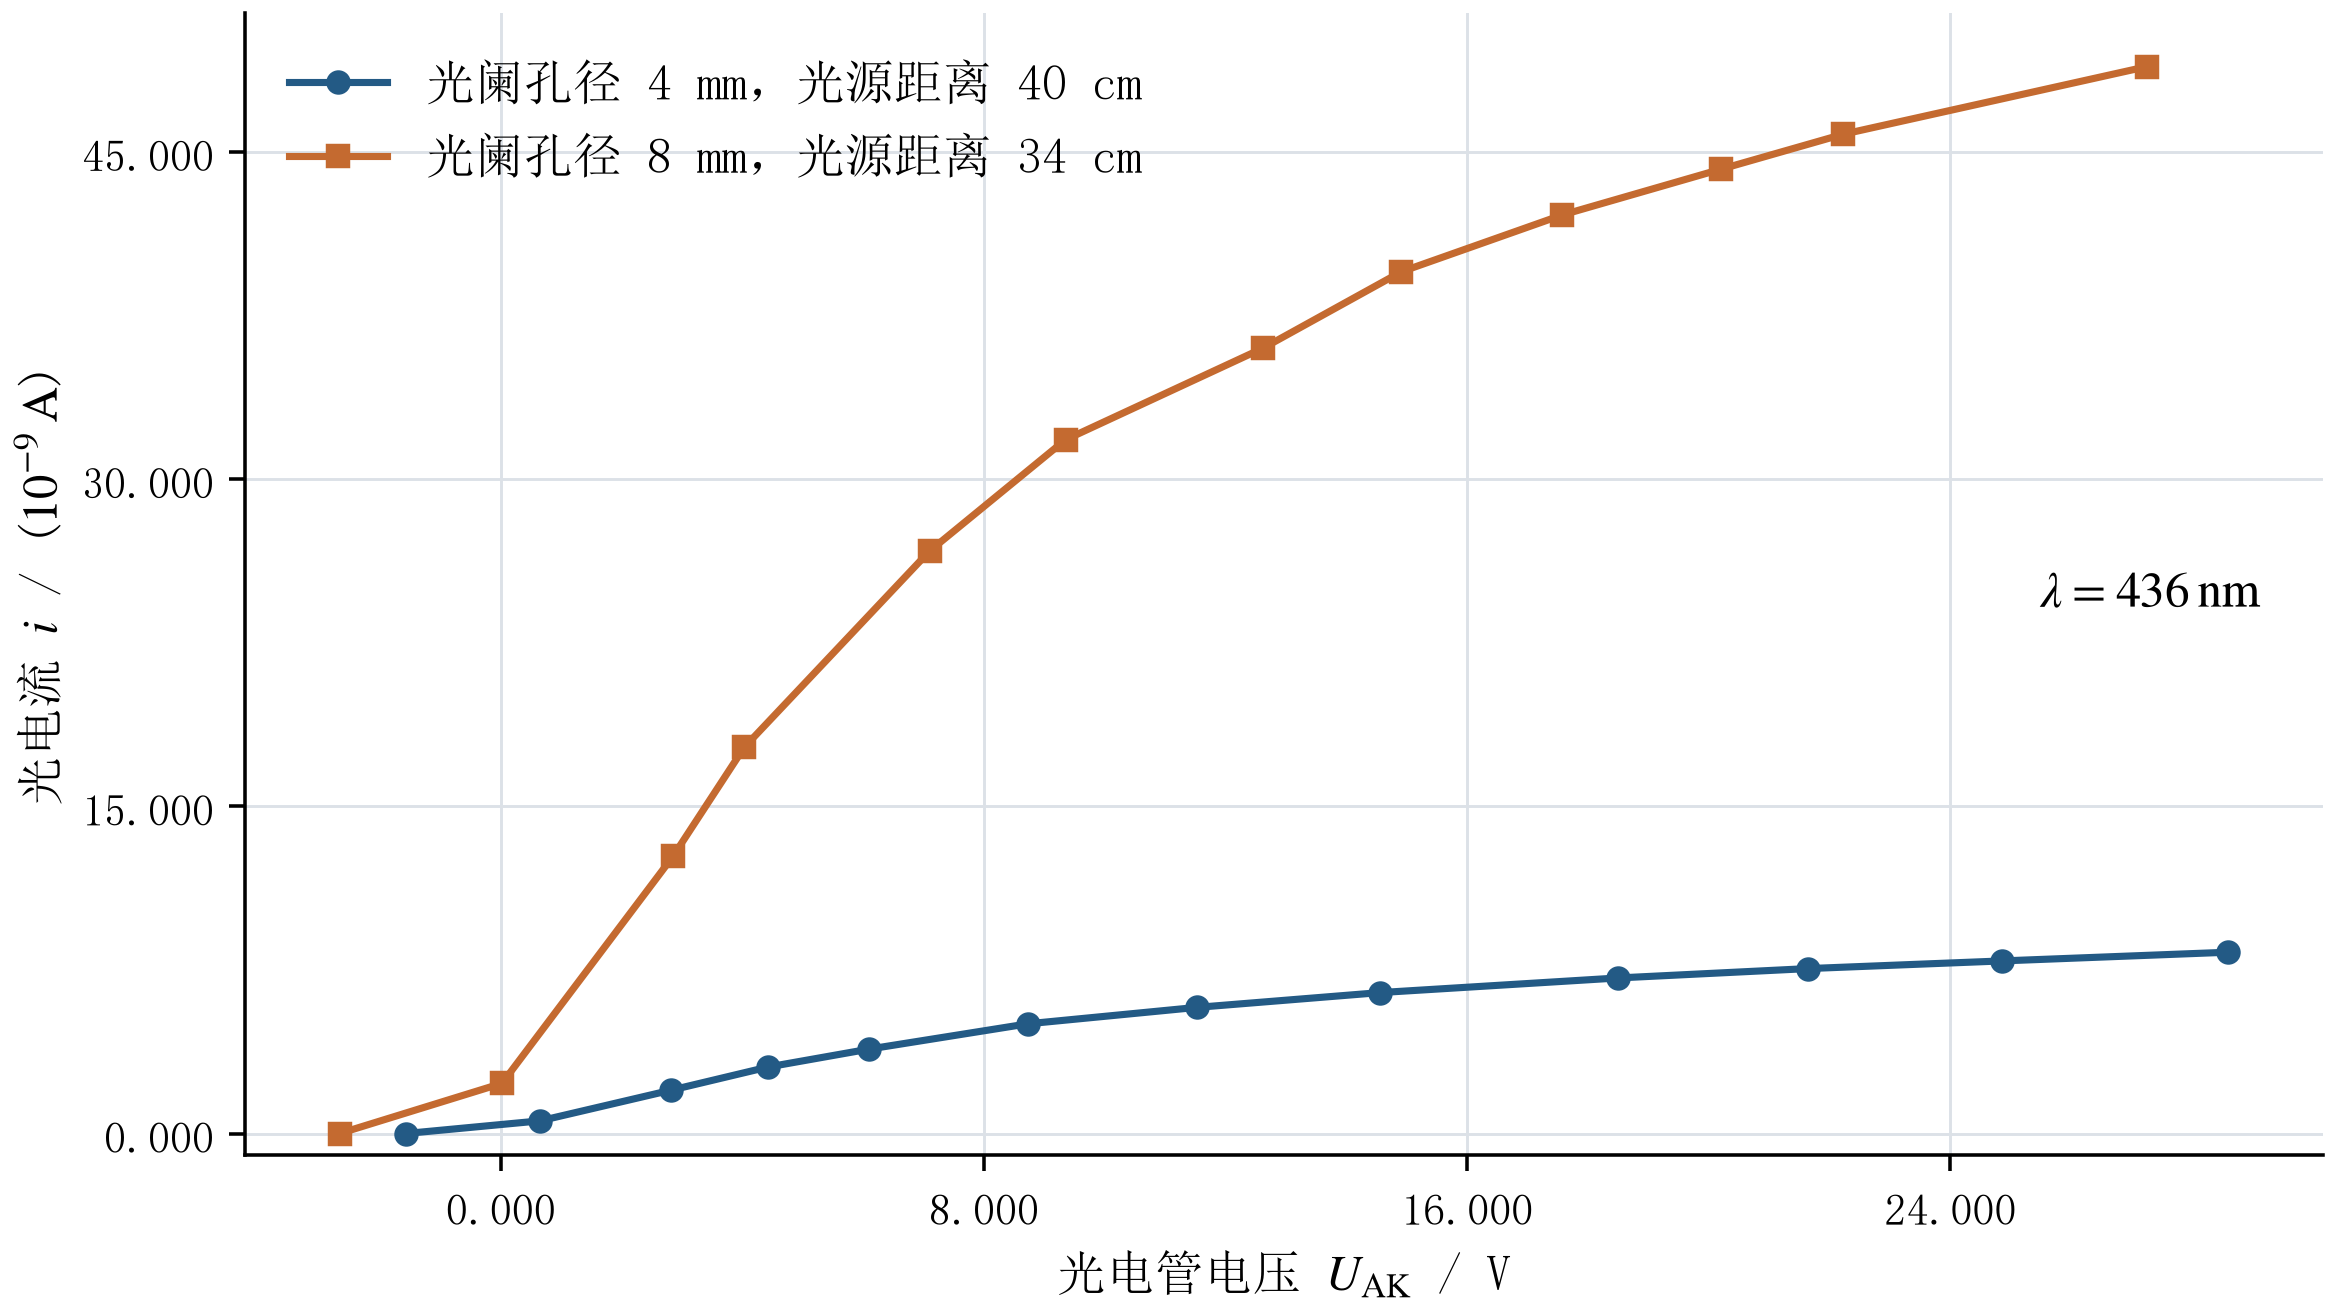 光阑孔径 4 mm，光源距离 40 cm
光阑孔径 8 mm，光源距离 34 cm
45.000
30.000
15.000
0.000
光电流 i / (10⁻⁹ A)
λ = 436 nm
0.000 8.000 16.000 24.000
光电管电压 U_AK / V